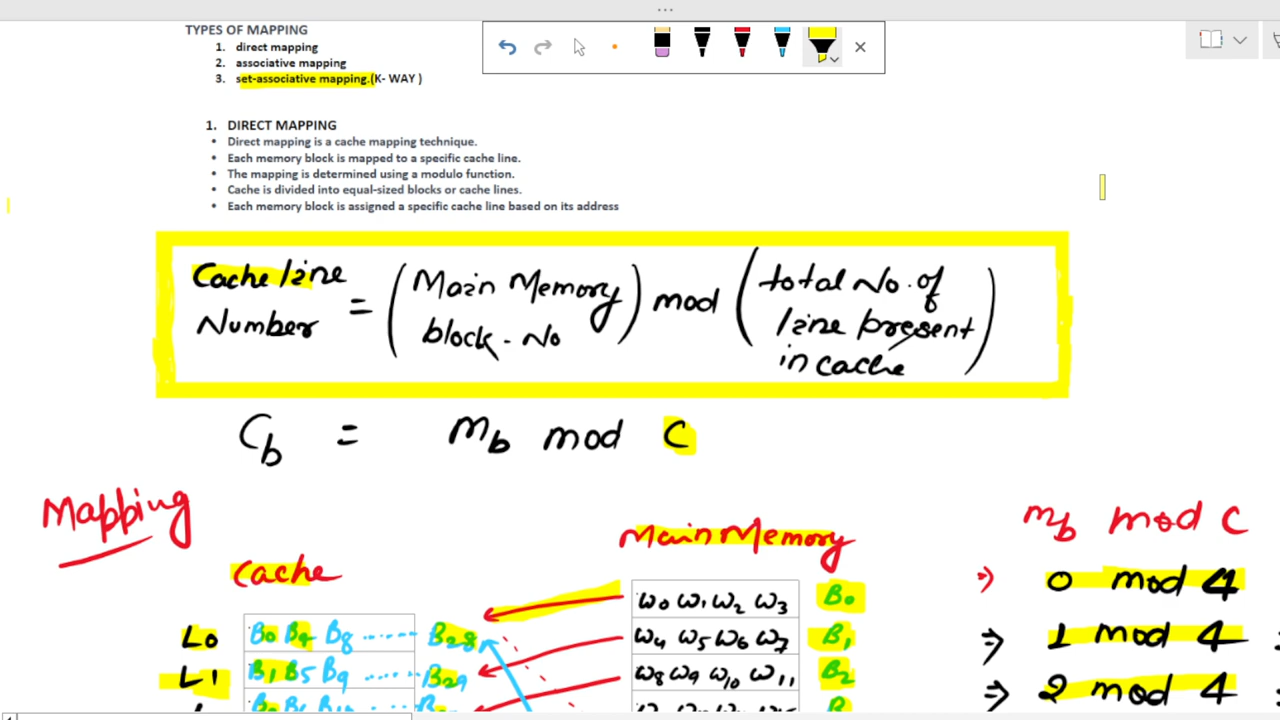 TYPES OF MAPPING
1. direct mapping
2. associative mapping
3. set-associative mapping.(K- WAY )
1. DIRECT MAPPING
• Direct mapping is a cache mapping technique.
• Each memory block is mapped to a specific cache line.
• The mapping is determined using a modulo function.
• Cache is divided into equal-sized blocks or cache lines.
• Each memory block is assigned a specific cache line based on its address
Cache line Number = (Main Memory block - No) mod (total No. of line present in cache)
Cb = Mb mod C
Mapping
Cache
Main Memory
mb mod C
w0 w1 w2 w3 B0
⇒ 0 mod 4
L0 B0 B4 B8 ...... B28
w4 w5 w6 w7 B1
⇒ 1 mod 4
L1 B1 B5 B9 ...... B29
w8 w9 w10 w11 B2
⇒ 2 mod 4